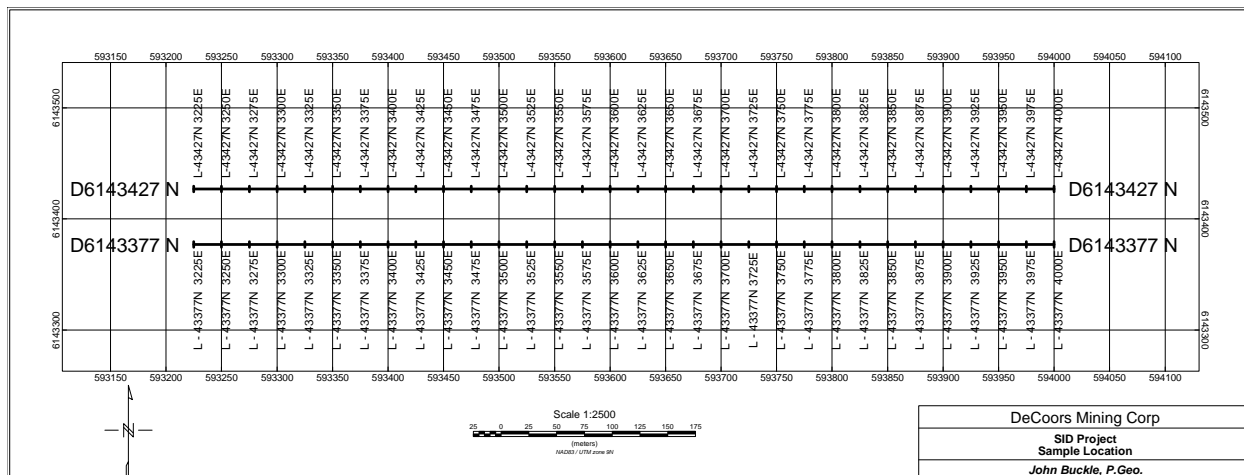 593150 593200 593250 593300 593350 593400 593450 593500 593550 593600 593650 593700 593750 593800 593850 593900 593950 594000 594050 594100
6143500
6143500
L-43427N 3225E
L-43427N 3250E
L-43427N 3275E
L-43427N 3300E
L-43427N 3325E
L-43427N 3350E
L-43427N 3375E
L-43427N 3400E
L-43427N 3425E
L-43427N 3450E
L-43427N 3475E
L-43427N 3500E
L-43427N 3525E
L-43427N 3550E
L-43427N 3575E
L-43427N 3600E
L-43427N 3625E
L-43427N 3650E
L-43427N 3675E
L-43427N 3700E
L-43427N 3725E
L-43427N 3750E
L-43427N 3775E
L-43427N 3800E
L-43427N 3825E
L-43427N 3850E
L-43427N 3875E
L-43427N 3900E
L-43427N 3925E
L-43427N 3950E
L-43427N 3975E
L-43427N 4000E
D6143427 N
D6143427 N
6143400
6143400
D6143377 N
D6143377 N
L - 43377N 3225E
L - 43377N 3250E
L - 43377N 3275E
L - 43377N 3300E
L - 43377N 3325E
L - 43377N 3350E
L - 43377N 3375E
L - 43377N 3400E
L - 43377N 3425E
L - 43377N 3450E
L - 43377N 3475E
L - 43377N 3500E
L - 43377N 3525E
L - 43377N 3550E
L - 43377N 3575E
L - 43377N 3600E
L - 43377N 3625E
L - 43377N 3650E
L - 43377N 3675E
L - 43377N 3700E
L - 43377N 3725E
L - 43377N 3750E
L - 43377N 3775E
L - 43377N 3800E
L - 43377N 3825E
L - 43377N 3850E
L - 43377N 3875E
L - 43377N 3900E
L - 43377N 3925E
L - 43377N 3950E
L - 43377N 3975E
L - 43377N 4000E
6143300
6143300
593150 593200 593250 593300 593350 593400 593450 593500 593550 593600 593650 593700 593750 593800 593850 593900 593950 594000 594050 594100
N
Scale 1:2500
25 0 25 50 75 100 125 150 175
(meters)
NAD83 / UTM zone 9N
DeCoors Mining Corp
SID Project
Sample Location
John Buckle, P.Geo.